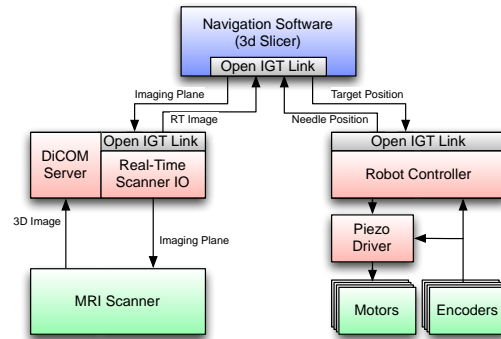 Navigation Software
(3d Slicer)
Open IGT Link
Imaging Plane
Target Position
RT Image
Needle Position
DiCOM
Server
Open IGT Link
Real-Time
Scanner IO
Open IGT Link
Robot Controller
3D Image
Imaging Plane
Piezo
Driver
MRI Scanner
Motors
Encoders